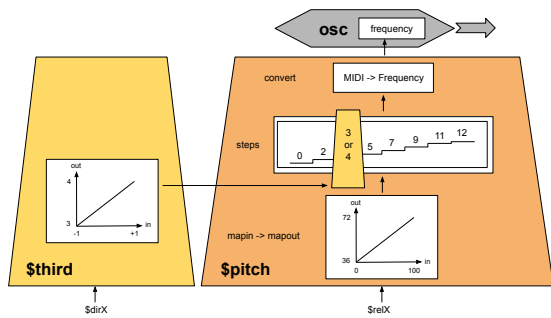 osc
frequency
convert
MIDI -> Frequency
steps
0
2
3
or
4
5
7
9
11
12
out
4
3
-1
+1
in
mapin -> mapout
out
72
36
0
100
in
$third
$pitch
$dirX
$relX